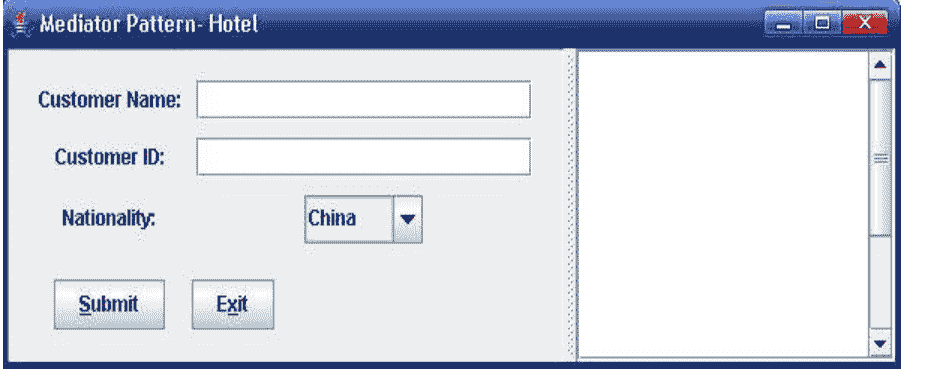 Mediator Pattern- Hotel
Customer Name:
Customer ID:
Nationality:
China
Submit
Exit